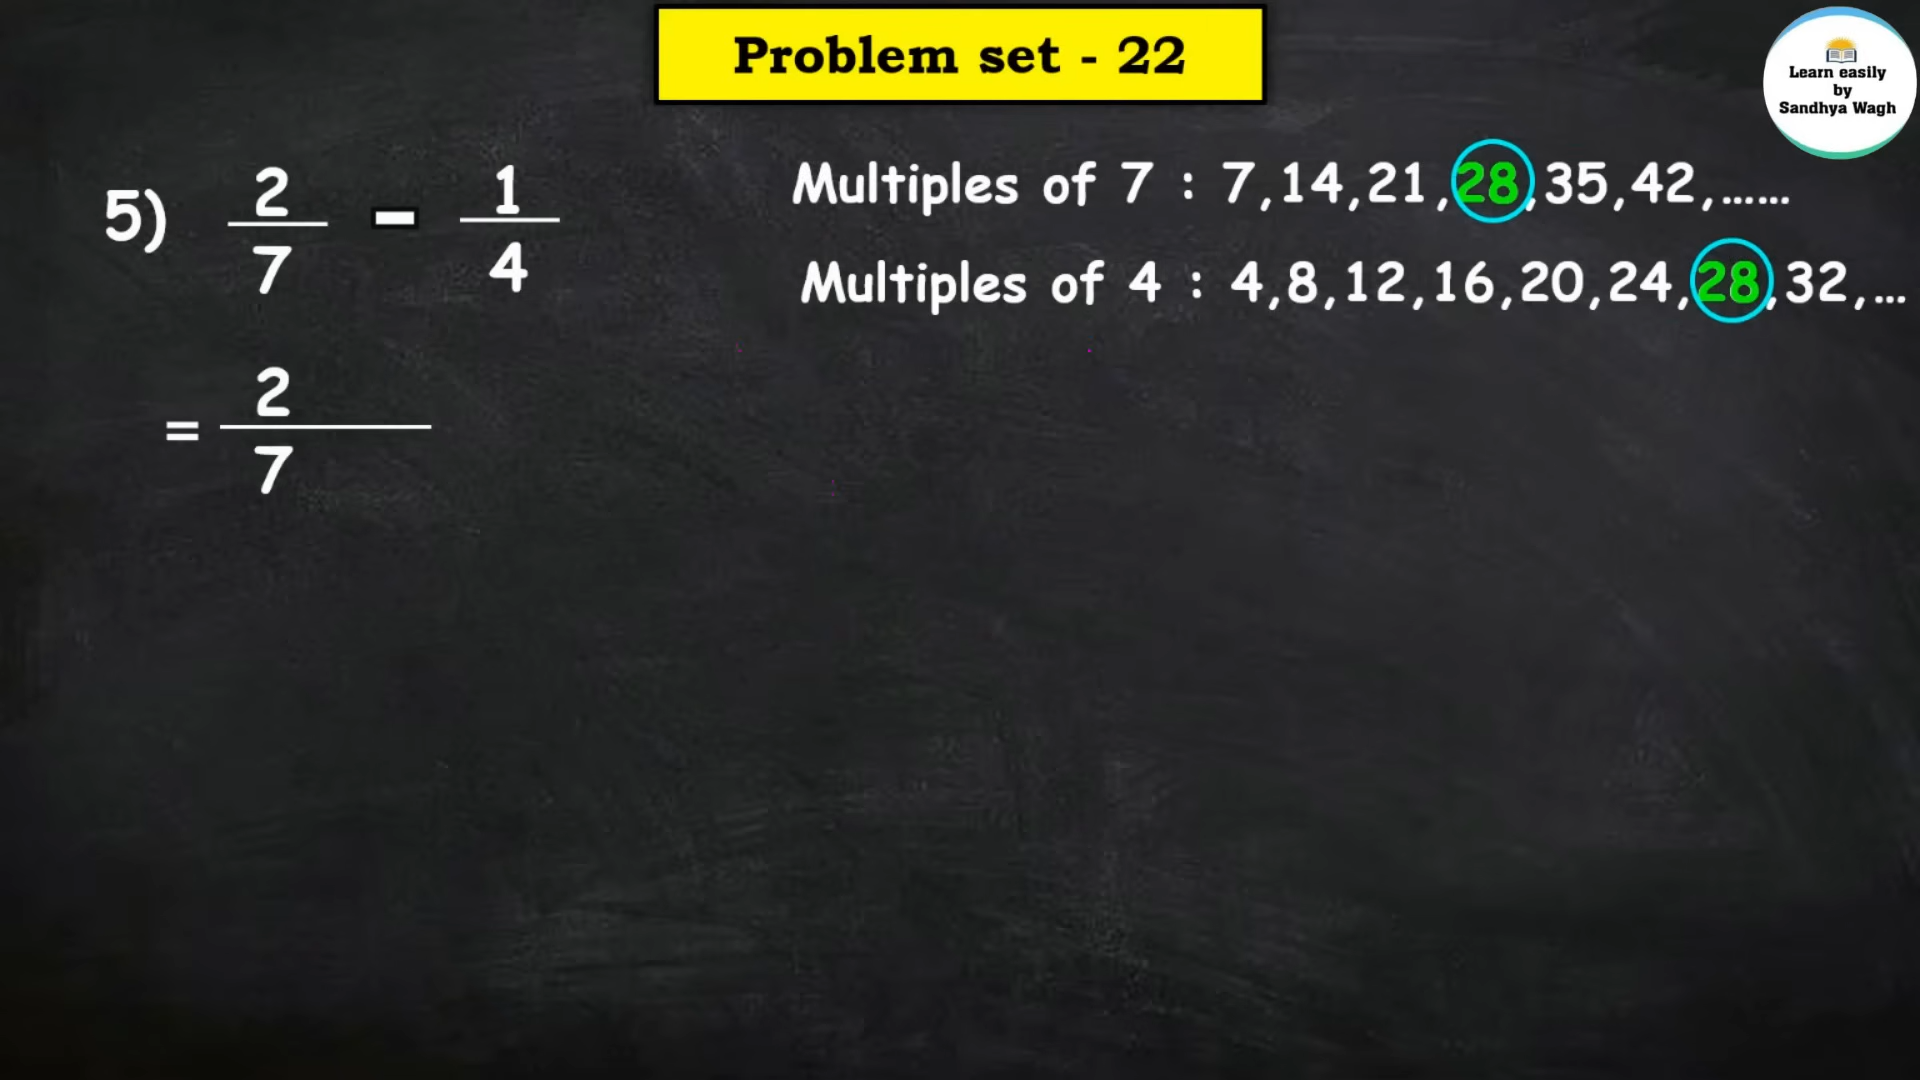 Problem set - 22
Learn easily
by
Sandhya Wagh
5) 2/7 - 1/4
Multiples of 7 : 7,14,21,28,35,42,......
Multiples of 4 : 4,8,12,16,20,24,28,32,...
= 2/7